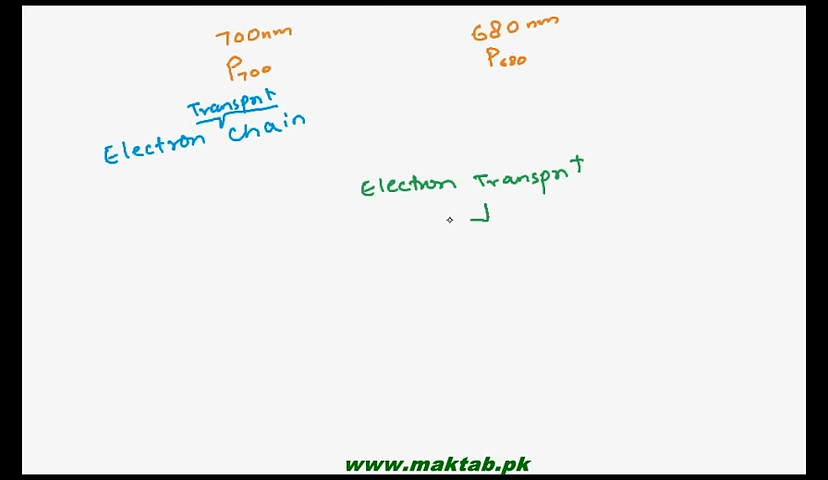 700nm 680nm
P700 P680
Transport
Electron chain
Electron Transport
www.maktab.pk